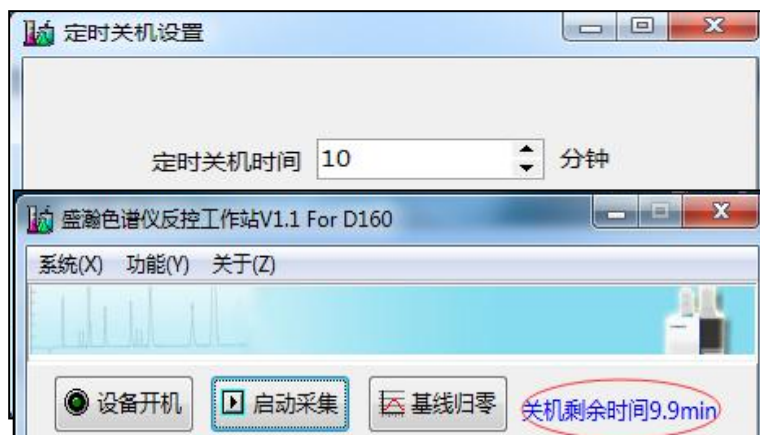 定时关机设置
定时关机时间 10 分钟
盛瀚色谱仪反控工作站V1.1 For D160
系统(X) 功能(Y) 关于(Z)
设备开机 启动采集 基线归零 关机剩余时间9.9min